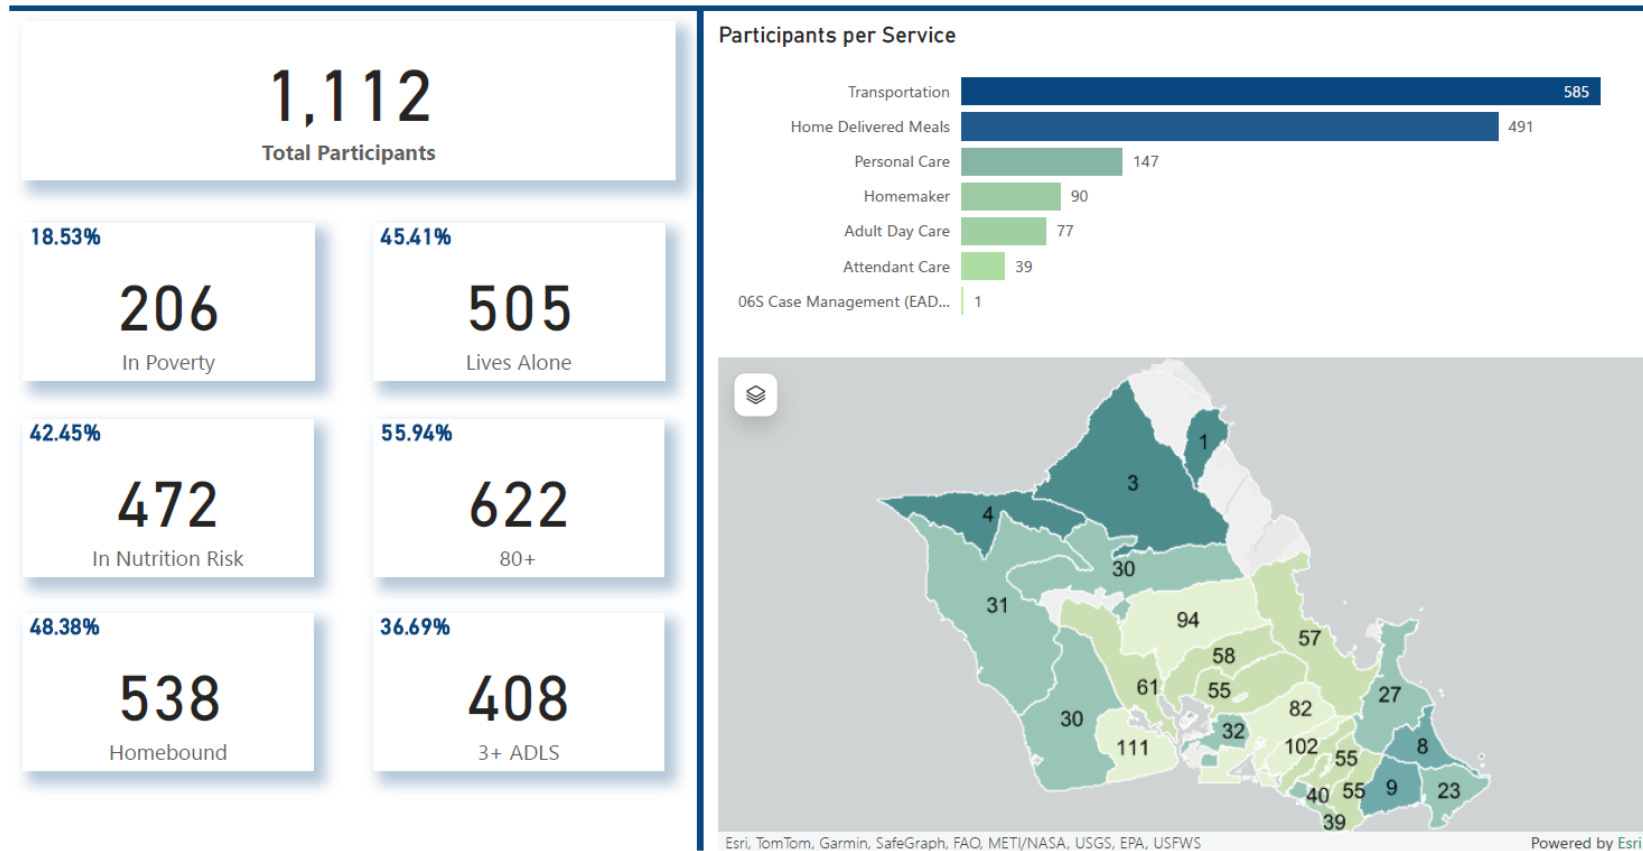 1,112
Total Participants
18.53%
206
In Poverty
45.41%
505
Lives Alone
42.45%
472
In Nutrition Risk
55.94%
622
80+
48.38%
538
Homebound
36.69%
408
3+ ADLS
Participants per Service
Transportation 585
Home Delivered Meals 491
Personal Care 147
Homemaker 90
Adult Day Care 77
Attendant Care 39
06S Case Management (EAD... 1
1
3
4
30
31
94
57
58
61
55
27
82
30
32
111
102
8
55
9
55
23
40
39
Esri, TomTom, Garmin, SafeGraph, FAO, METI/NASA, USGS, EPA, USFWS
Powered by Esri